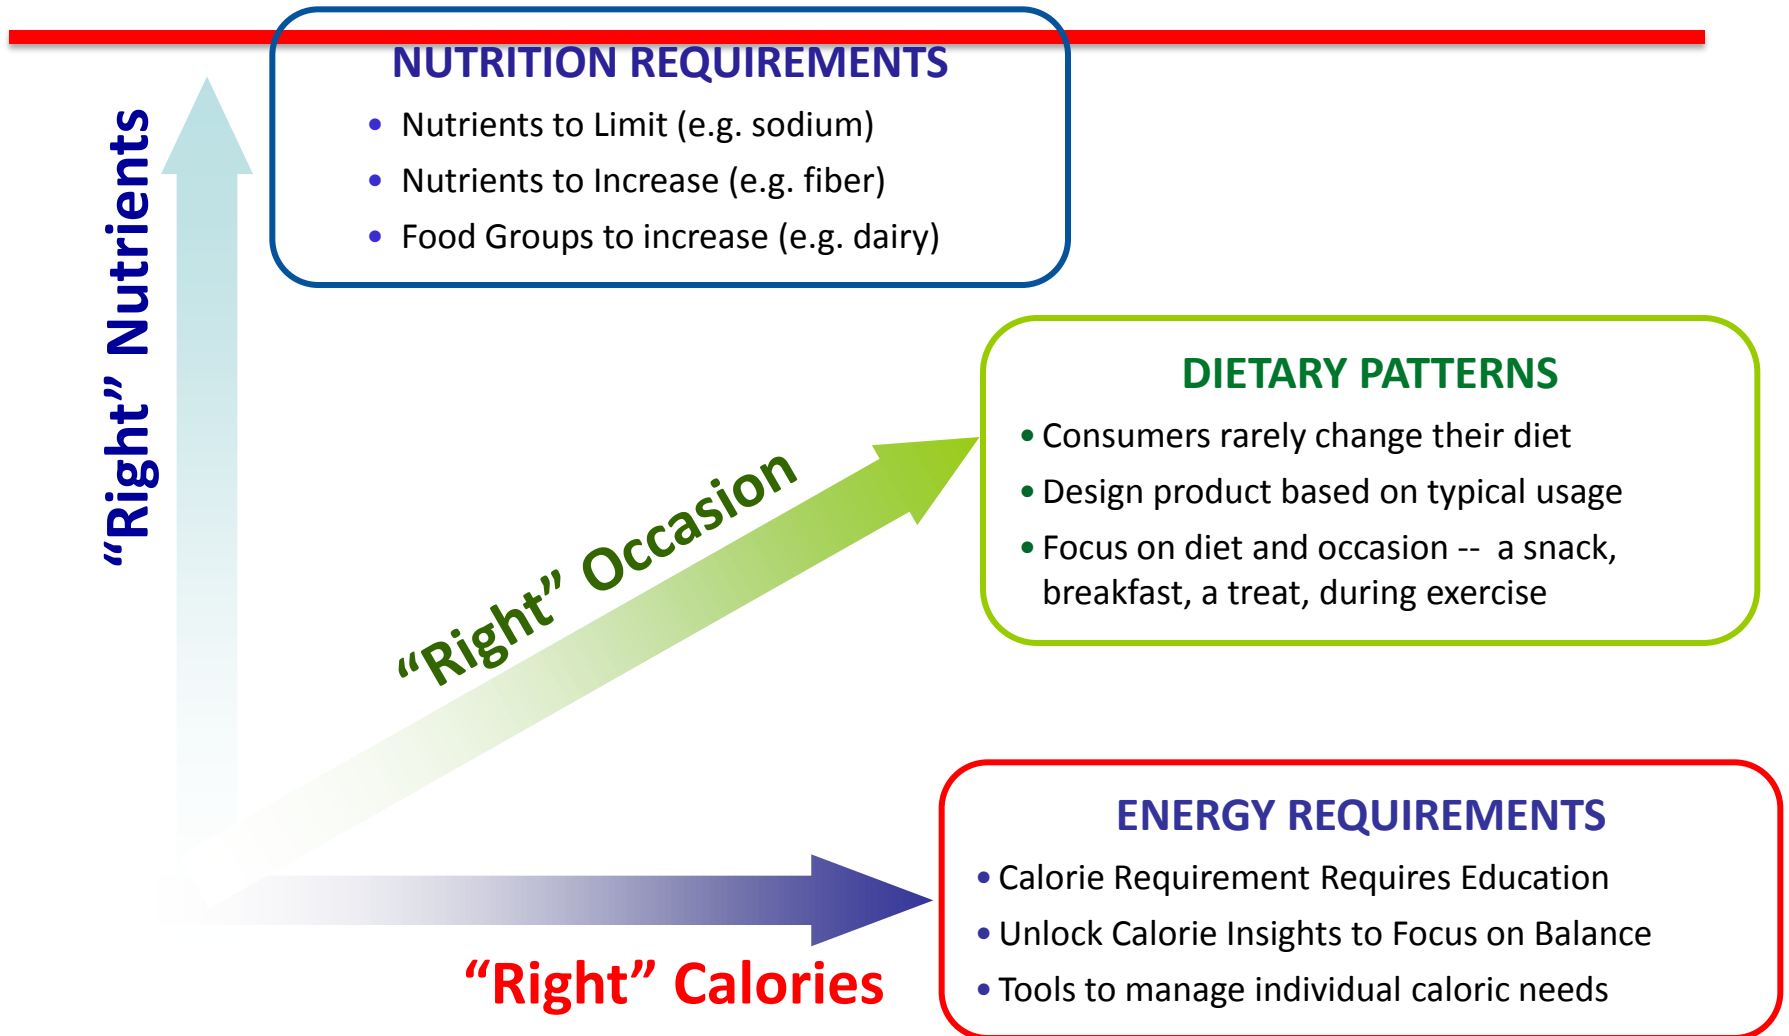 NUTRITION REQUIREMENTS
• Nutrients to Limit (e.g. sodium)
• Nutrients to Increase (e.g. fiber)
• Food Groups to increase (e.g. dairy)
“Right” Nutrients
DIETARY PATTERNS
• Consumers rarely change their diet
• Design product based on typical usage
• Focus on diet and occasion -- a snack,
breakfast, a treat, during exercise
“Right” Occasion
ENERGY REQUIREMENTS
• Calorie Requirement Requires Education
• Unlock Calorie Insights to Focus on Balance
• Tools to manage individual caloric needs
“Right” Calories